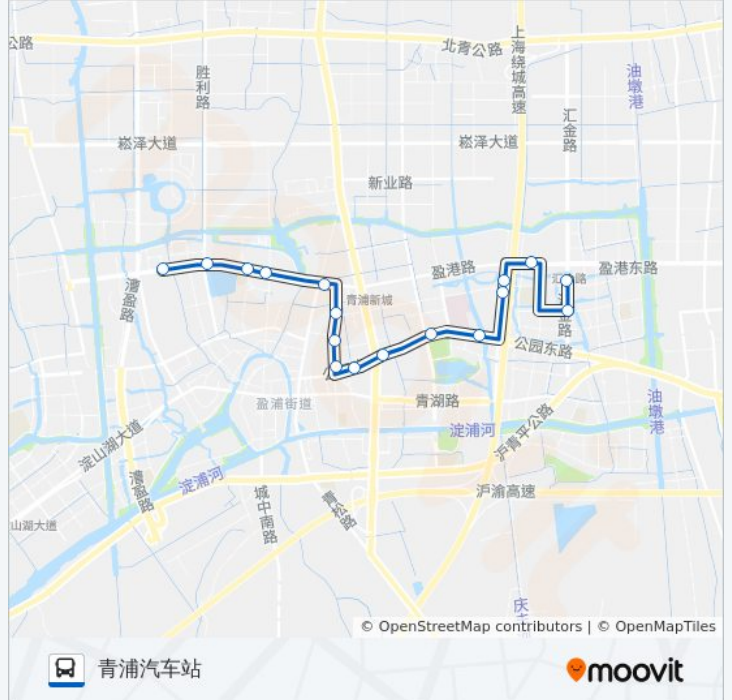 公路
北青公路
上海绕城高速
油墩港
胜利路
汇金路
崧泽大道
崧泽大道
新业路
盈港路
盈港东路
漕盈路
青浦新城
公园东路
盈浦街道
青湖路
油墩港
淀浦河
沪青平公路
淀山湖大道
漕盈路
淀浦河
沪渝高速
城中南路
青松路
山湖大道
© OpenStreetMap contributors | © OpenMapTiles
青浦汽车站
moovit